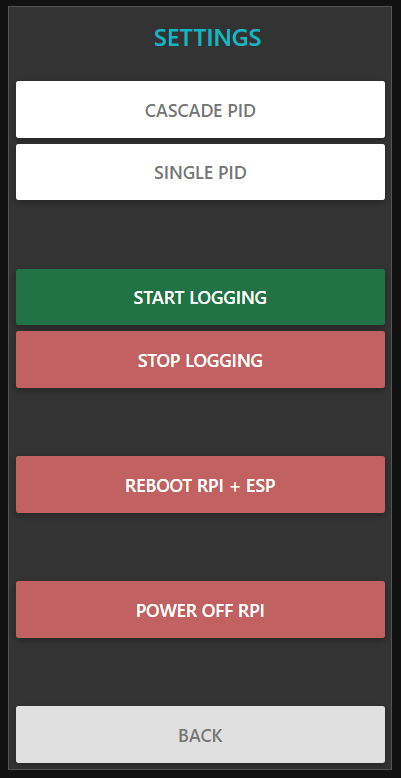 SETTINGS
CASCADE PID
SINGLE PID
START LOGGING
STOP LOGGING
REBOOT RPI + ESP
POWER OFF RPI
BACK